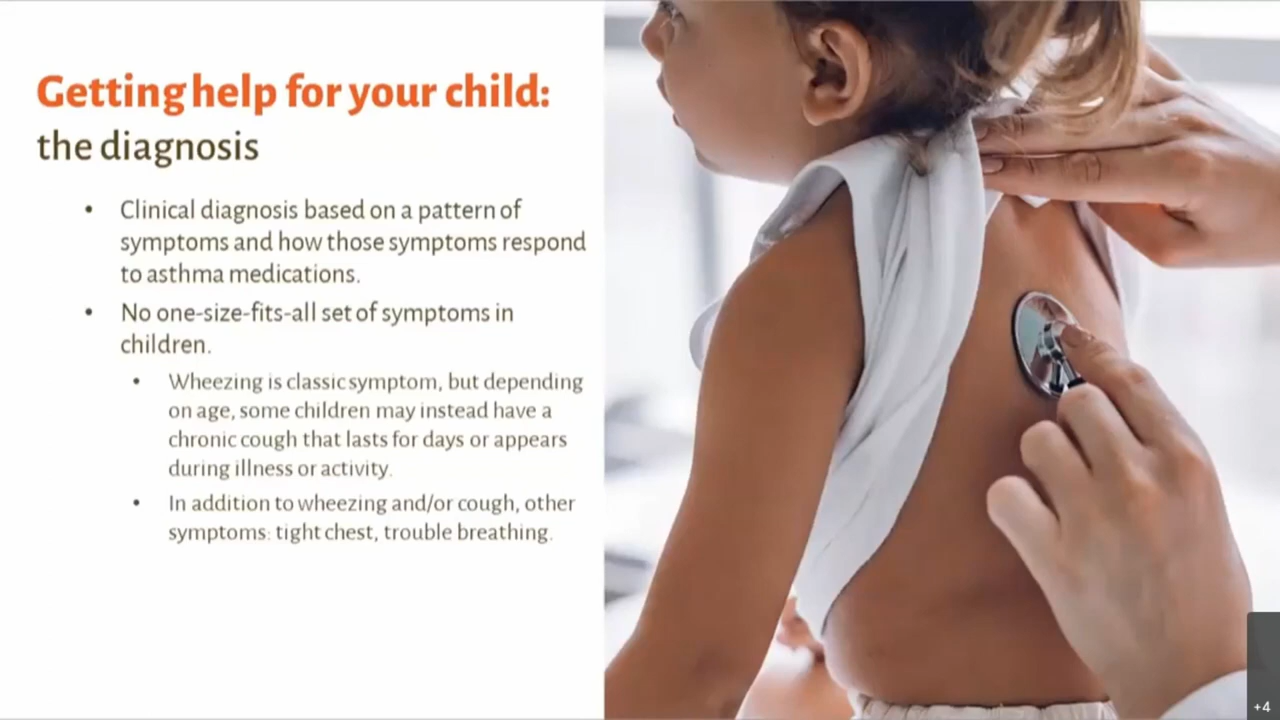 Getting help for your child:
the diagnosis
• Clinical diagnosis based on a pattern of
symptoms and how those symptoms respond
to asthma medications.
• No one-size-fits-all set of symptoms in
children.
• Wheezing is classic symptom, but depending
on age, some children may instead have a
chronic cough that lasts for days or appears
during illness or activity.
• In addition to wheezing and/or cough, other
symptoms: tight chest, trouble breathing.
+4